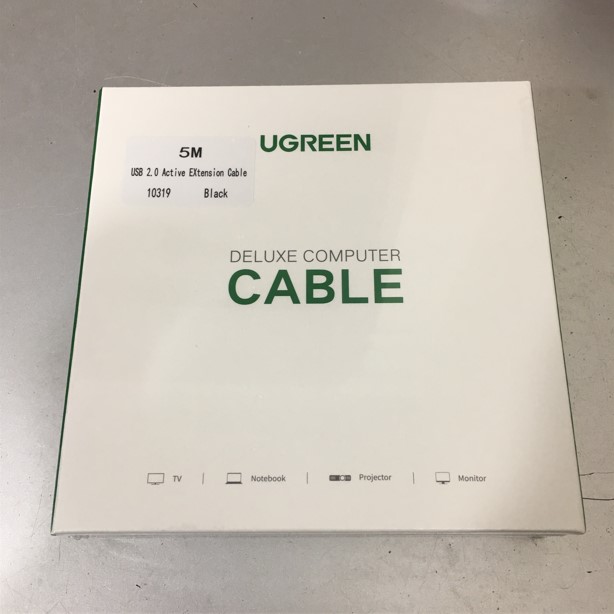 UGREEN
5M
USB 2.0 Active EXtension Cable
10319 Black
DELUXE COMPUTER
CABLE
TV | Notebook | Projector | Monitor